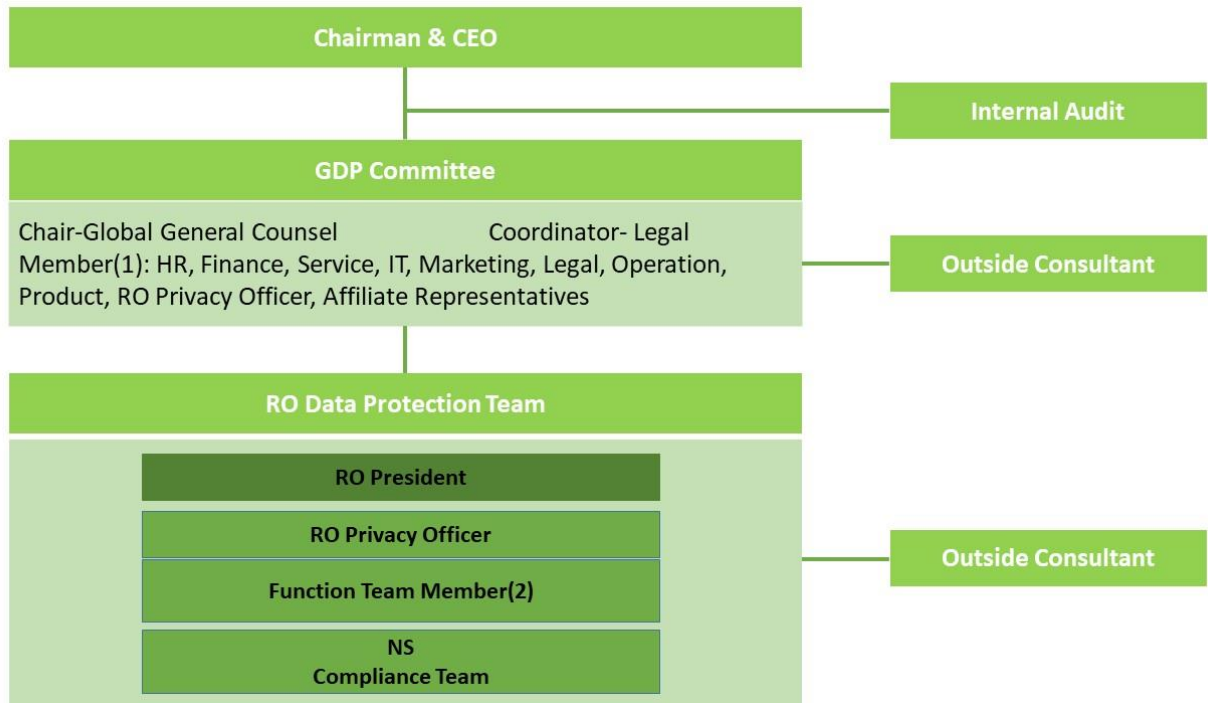 Chairman & CEO
Internal Audit
GDP Committee
Chair-Global General Counsel Coordinator- Legal
Member(1): HR, Finance, Service, IT, Marketing, Legal, Operation,
Product, RO Privacy Officer, Affiliate Representatives
Outside Consultant
RO Data Protection Team
RO President
RO Privacy Officer
Function Team Member(2)
NS
Compliance Team
Outside Consultant